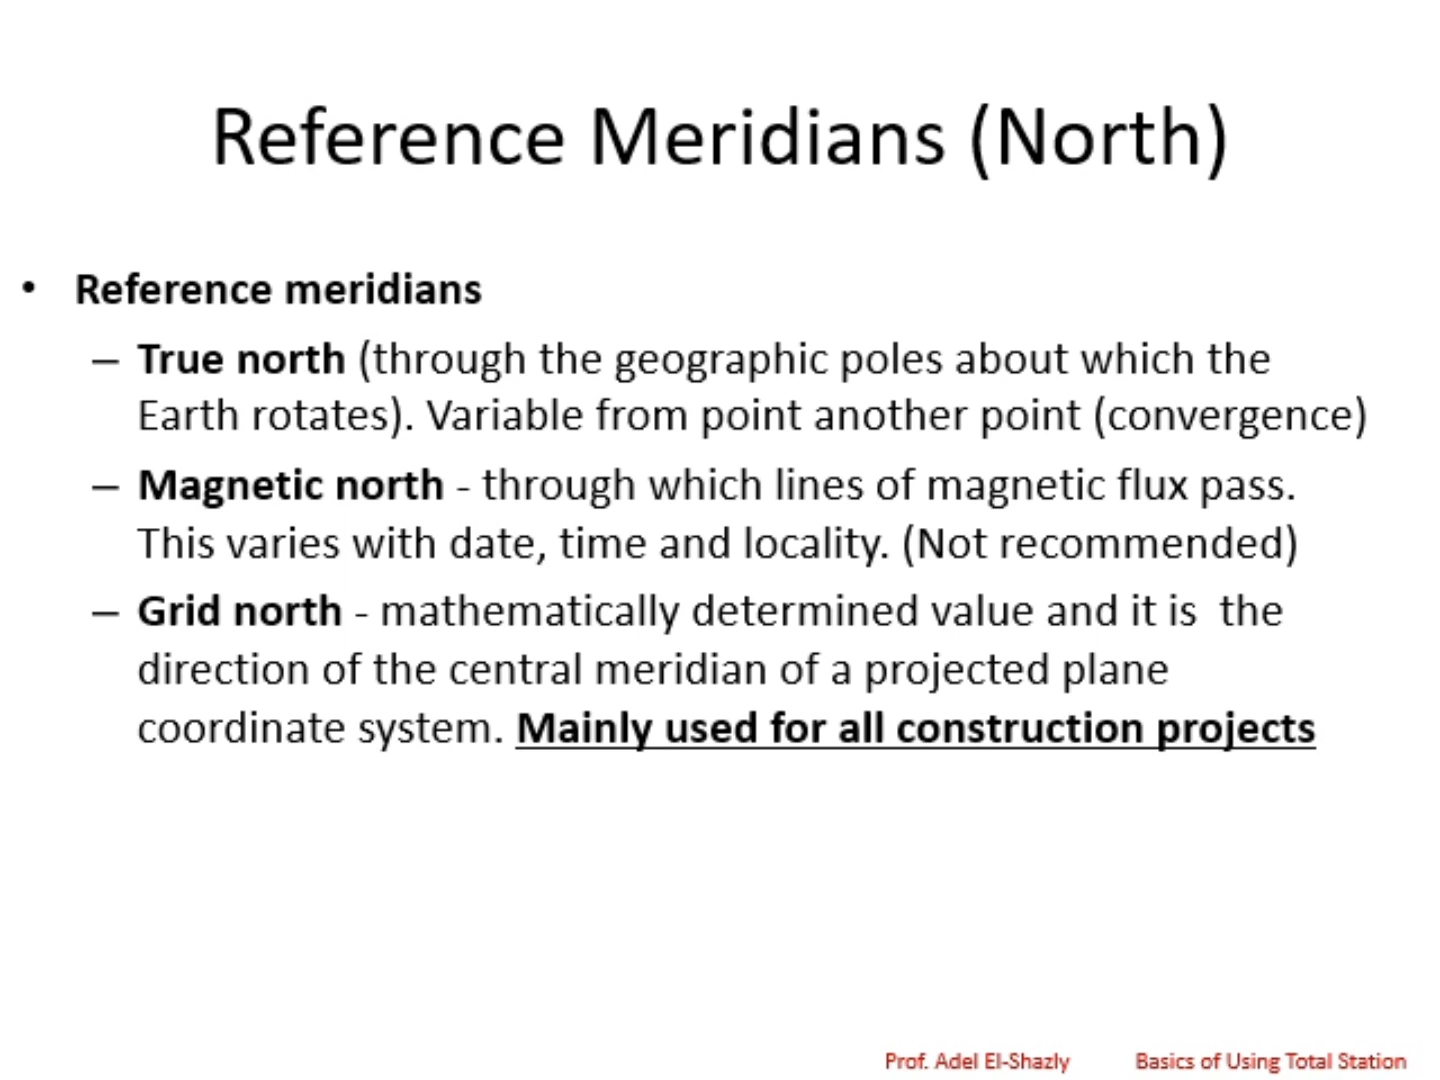 Reference Meridians (North)
• Reference meridians
– True north (through the geographic poles about which the
Earth rotates). Variable from point another point (convergence)
– Magnetic north - through which lines of magnetic flux pass.
This varies with date, time and locality. (Not recommended)
– Grid north - mathematically determined value and it is  the
direction of the central meridian of a projected plane
coordinate system. Mainly used for all construction projects
Prof. Adel El-Shazly Basics of Using Total Station